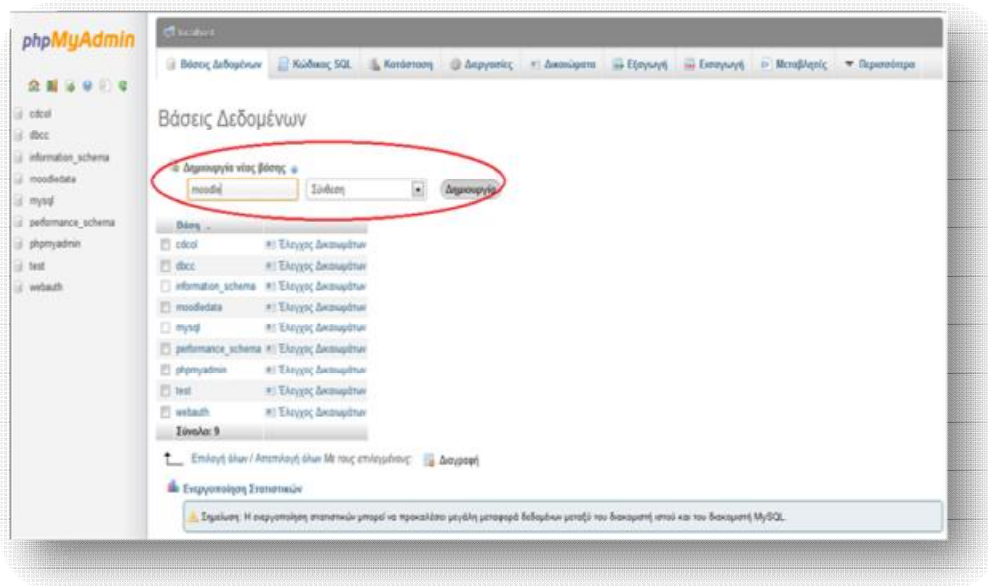 phpMyAdmin
cdcol
dbcc
information_schema
moodledata
mysql
performance_schema
phpmyadmin
test
webauth
localhost
Βάσεις Δεδομένων
Κώδικας SQL
Κατάσταση
Διεργασίες
Δικαιώματα
Εξαγωγή
Εισαγωγή
Μεταβλητές
Περισσότερα
Βάσεις Δεδομένων
Δημιουργία νέας βάσης
moodle
Σύνθεση
Δημιουργία
Βάση
cdcol Έλεγχος Δικαιωμάτων
dbcc Έλεγχος Δικαιωμάτων
information_schema Έλεγχος Δικαιωμάτων
moodledata Έλεγχος Δικαιωμάτων
mysql Έλεγχος Δικαιωμάτων
performance_schema Έλεγχος Δικαιωμάτων
phpmyadmin Έλεγχος Δικαιωμάτων
test Έλεγχος Δικαιωμάτων
webauth Έλεγχος Δικαιωμάτων
Σύνολο: 9
Επιλογή όλων / Απεπιλογή όλων Με τους επιλεγμένους: Διαγραφή
Ενεργοποίηση Στατιστικών
Σημείωση: Η ενεργοποίηση στατιστικών μπορεί να προκαλέσει μεγάλη μεταφορά δεδομένων μεταξύ του διακομιστή ιστού και του διακομιστή MySQL.